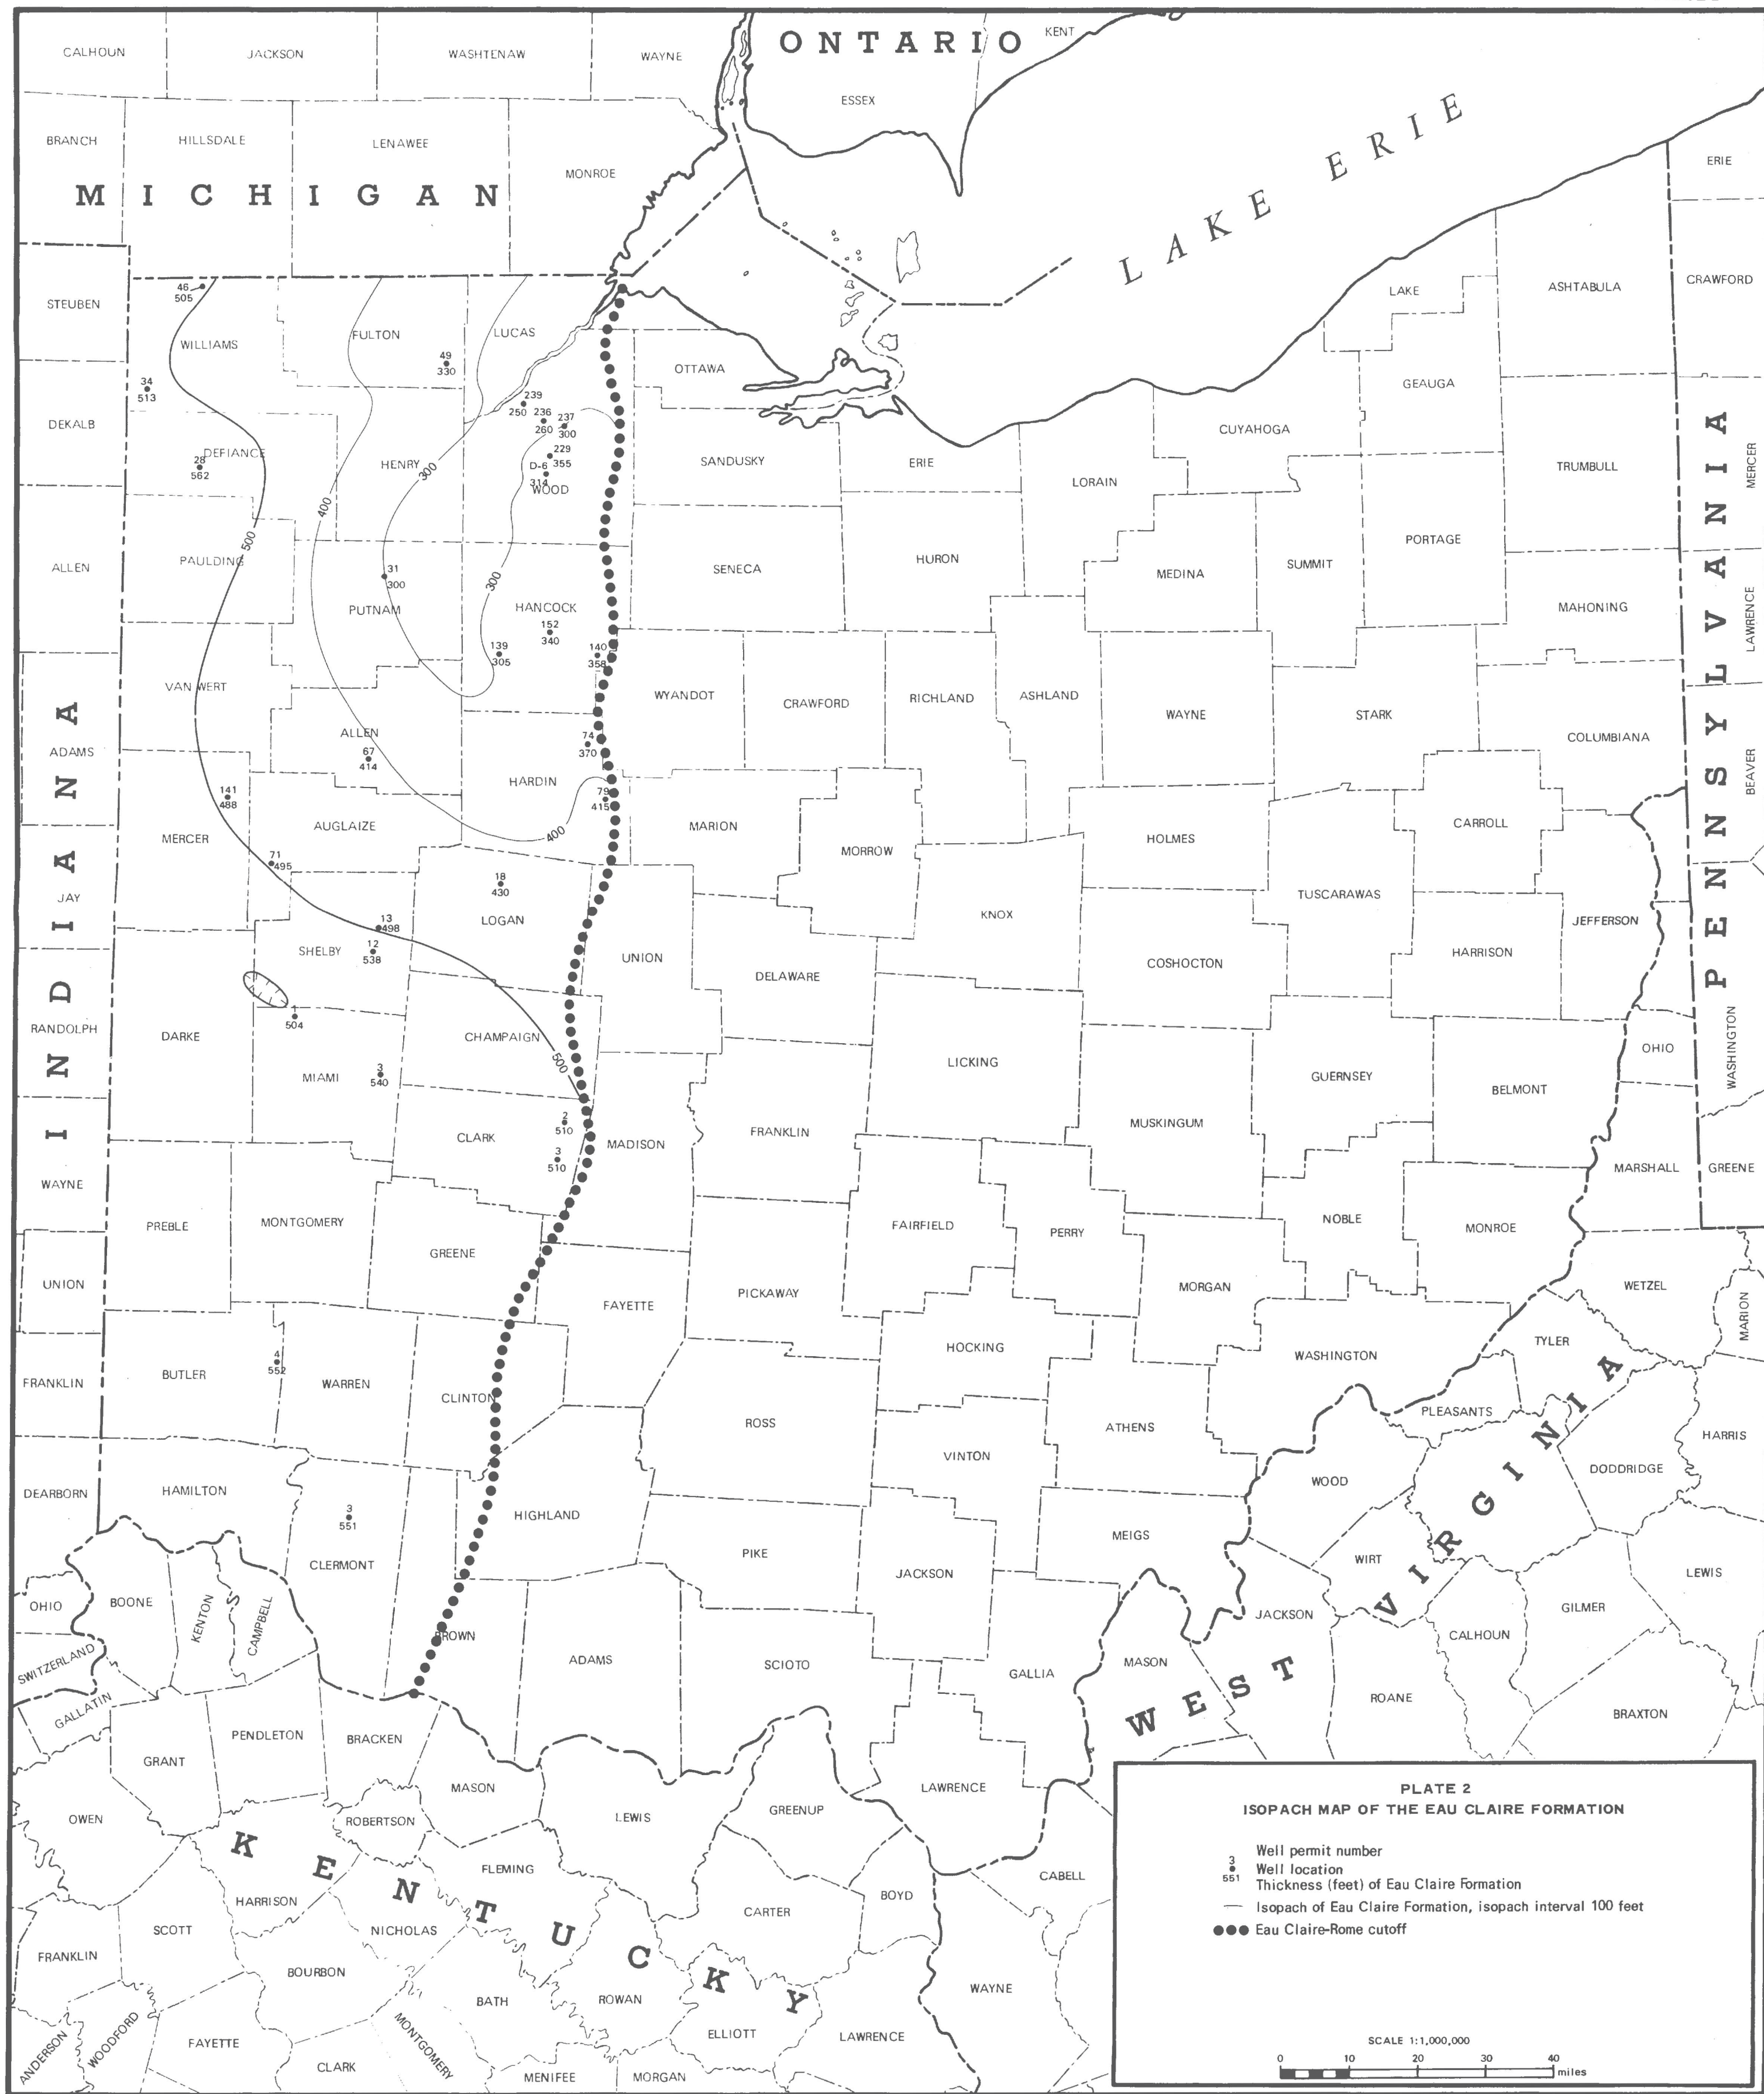 ONTARIO
KENT
CALHOUN
JACKSON
WASHTENAW
WAYNE
ESSEX
BRANCH
HILLSDALE
LENAWEE
MONROE
MICHIGAN
LAKE ERIE
ERIE
CRAWFORD
STEUBEN
46
505
WILLIAMS
FULTON
LUCAS
49
330
OTTAWA
LAKE
ASHTABULA
GEAUGA
34
513
DEKALB
28
562
DEFIANCE
HENRY
300
400
500
239
250
236
260
237
300
229
355
D-6
314
WOOD
SANDUSKY
ERIE
LORAIN
CUYAHOGA
TRUMBULL
MERCER
PENNSYLVANIA
ALLEN
PAULDING
31
300
PUTNAM
300
HANCOCK
152
340
139
305
140
358
SENECA
HURON
MEDINA
SUMMIT
PORTAGE
MAHONING
LAWRENCE
INDIANA
ADAMS
VAN WERT
ALLEN
67
414
74
370
HARDIN
79
415
400
WYANDOT
CRAWFORD
RICHLAND
ASHLAND
WAYNE
STARK
COLUMBIANA
BEAVER
141
488
MERCER
AUGLAIZE
71
495
MARION
MORROW
HOLMES
CARROLL
JAY
18
430
LOGAN
13
498
SHELBY
12
538
UNION
DELAWARE
KNOX
COSHOCTON
TUSCARAWAS
HARRISON
JEFFERSON
RANDOLPH
DARKE
1
504
CHAMPAIGN
500
MIAMI
3
540
LICKING
GUERNSEY
BELMONT
OHIO
WASHINGTON
CLARK
2
510
3
510
MADISON
FRANKLIN
MUSKINGUM
MARSHALL
GREENE
WAYNE
PREBLE
MONTGOMERY
GREENE
FAYETTE
PICKAWAY
FAIRFIELD
PERRY
MORGAN
NOBLE
MONROE
UNION
WETZEL
MARION
FRANKLIN
BUTLER
4
552
WARREN
CLINTON
ROSS
HOCKING
ATHENS
WASHINGTON
TYLER
PLEASANTS
HARRIS
DEARBORN
HAMILTON
3
551
CLERMONT
HIGHLAND
PIKE
VINTON
MEIGS
WOOD
DODDRIDGE
WIRT
WEST VIRGINIA
LEWIS
OHIO
BOONE
KENTON
CAMPBELL
BROWN
ADAMS
SCIOTO
JACKSON
GALLIA
MASON
JACKSON
CALHOUN
GILMER
ROANE
BRAXTON
SWITZERLAND
GALLATIN
GRANT
PENDLETON
BRACKEN
MASON
LEWIS
GREENUP
LAWRENCE
OWEN
ROBERTSON
FLEMING
KENTUCKY
HARRISON
NICHOLAS
CARTER
BOYD
CABELL
SCOTT
FRANKLIN
BOURBON
BATH
ROWAN
ELLIOTT
LAWRENCE
WAYNE
ANDERSON
WOODFORD
FAYETTE
CLARK
MONTGOMERY
MENIFEE
MORGAN
PLATE 2
ISOPACH MAP OF THE EAU CLAIRE FORMATION
3
551
Well permit number
Well location
Thickness (feet) of Eau Claire Formation
Isopach of Eau Claire Formation, isopach interval 100 feet
Eau Claire-Rome cutoff
SCALE 1:1,000,000
0 10 20 30 40
miles